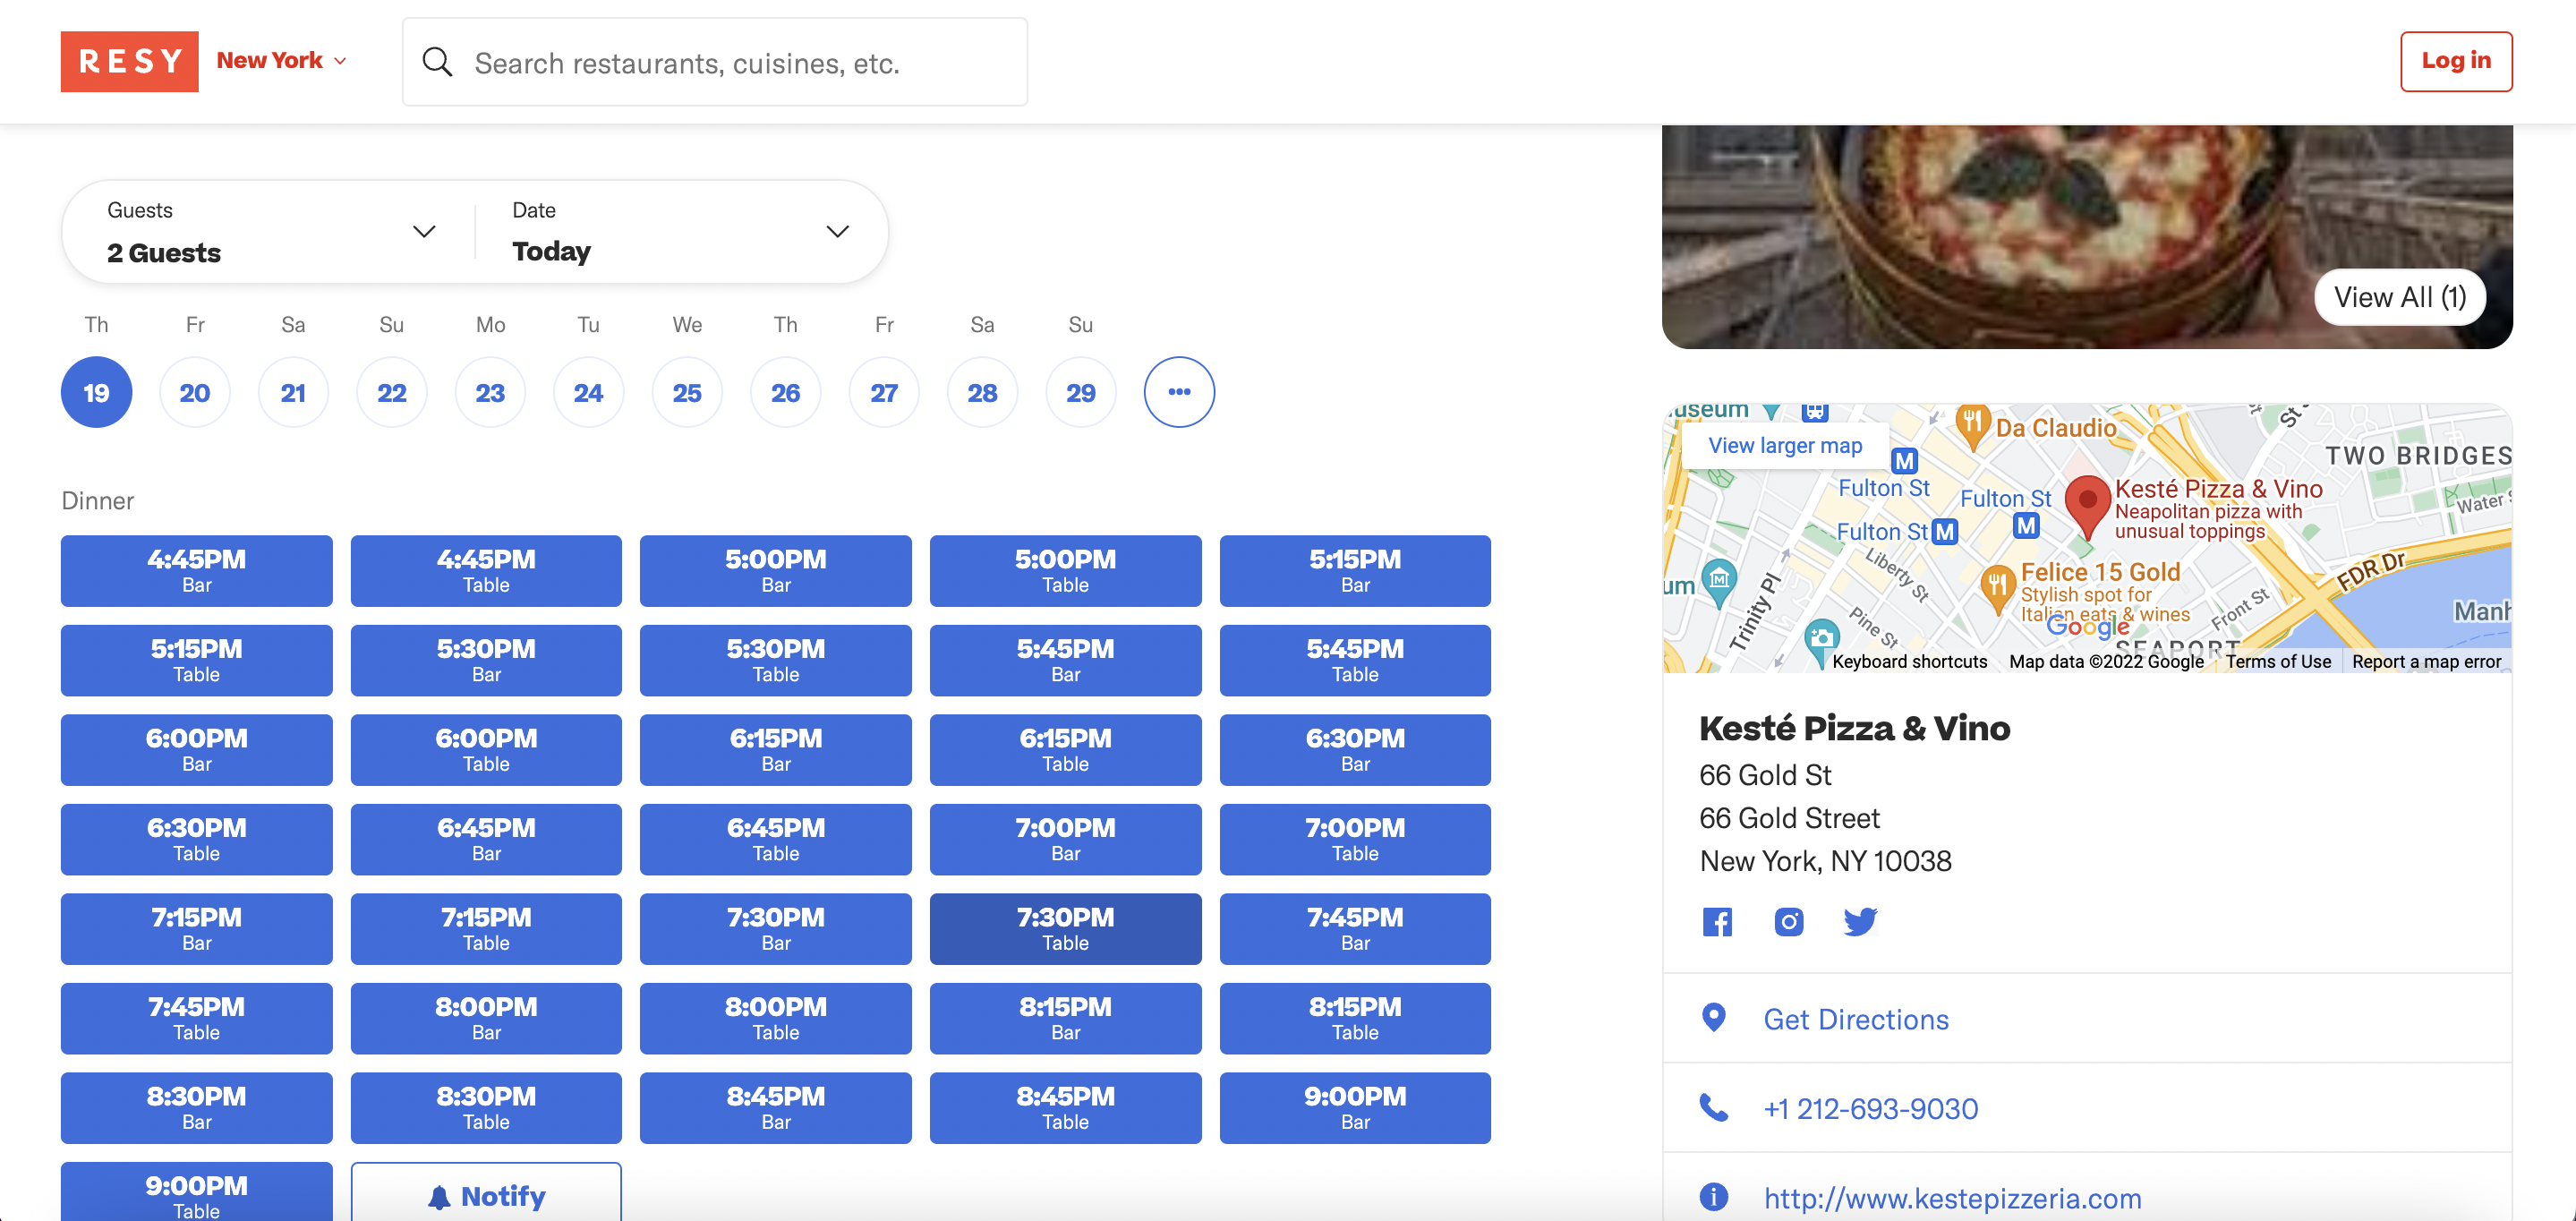 RESY
New York
Search restaurants, cuisines, etc.
Log in
Guests
2 Guests
Date
Today
Th Fr Sa Su Mo Tu We Th Fr Sa Su
19 20 21 22 23 24 25 26 27 28 29 •••
Dinner
4:45PM
Bar
4:45PM
Table
5:00PM
Bar
5:00PM
Table
5:15PM
Bar
5:15PM
Table
5:30PM
Bar
5:30PM
Table
5:45PM
Bar
5:45PM
Table
6:00PM
Bar
6:00PM
Table
6:15PM
Bar
6:15PM
Table
6:30PM
Bar
6:30PM
Table
6:45PM
Bar
6:45PM
Table
7:00PM
Bar
7:00PM
Table
7:15PM
Bar
7:15PM
Table
7:30PM
Bar
7:30PM
Table
7:45PM
Bar
7:45PM
Table
8:00PM
Bar
8:00PM
Table
8:15PM
Bar
8:15PM
Table
8:30PM
Bar
8:30PM
Table
8:45PM
Bar
8:45PM
Table
9:00PM
Bar
9:00PM
Table
Notify
View All (1)
useum
View larger map
Da Claudio
St
TWO BRIDGES
M
Fulton St
Fulton St
M
Fulton St
M
Kesté Pizza & Vino
Neapolitan pizza with
unusual toppings
Water
Liberty St
um
Trinity Pl
Pine St
Felice 15 Gold
Stylish spot for
Italian eats & wines
Front St
FDR Dr
Manh
Google
SEAPORT
Keyboard shortcuts
Map data ©2022 Google
Terms of Use
Report a map error
Kesté Pizza & Vino
66 Gold St
66 Gold Street
New York, NY 10038
Get Directions
+1 212-693-9030
http://www.kestepizzeria.com